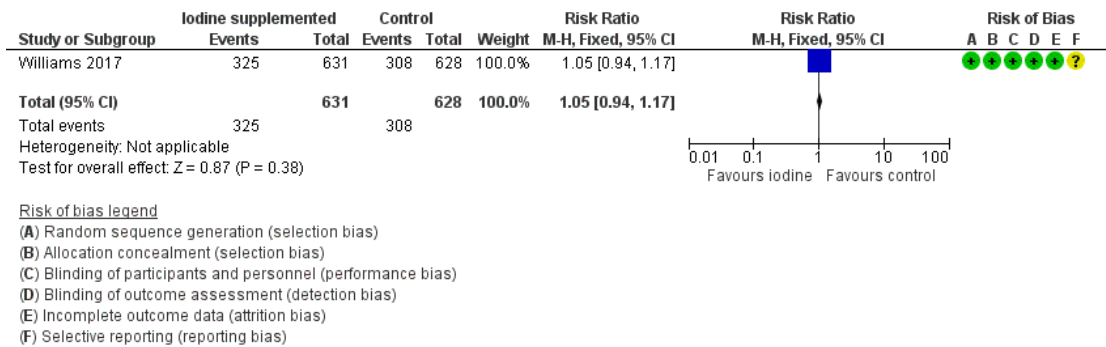 Iodine supplemented Control Risk Ratio Risk Ratio Risk of Bias
Study or Subgroup Events Total Events Total Weight M-H, Fixed, 95% CI M-H, Fixed, 95% CI A B C D E F
Williams 2017 325 631 308 628 100.0% 1.05 [0.94, 1.17] + + + + + ?
Total (95% CI) 631 628 100.0% 1.05 [0.94, 1.17]
Total events 325 308
Heterogeneity: Not applicable
Test for overall effect: Z = 0.87 (P = 0.38)
0.01 0.1 1 10 100
Favours iodine Favours control
Risk of bias legend
(A) Random sequence generation (selection bias)
(B) Allocation concealment (selection bias)
(C) Blinding of participants and personnel (performance bias)
(D) Blinding of outcome assessment (detection bias)
(E) Incomplete outcome data (attrition bias)
(F) Selective reporting (reporting bias)